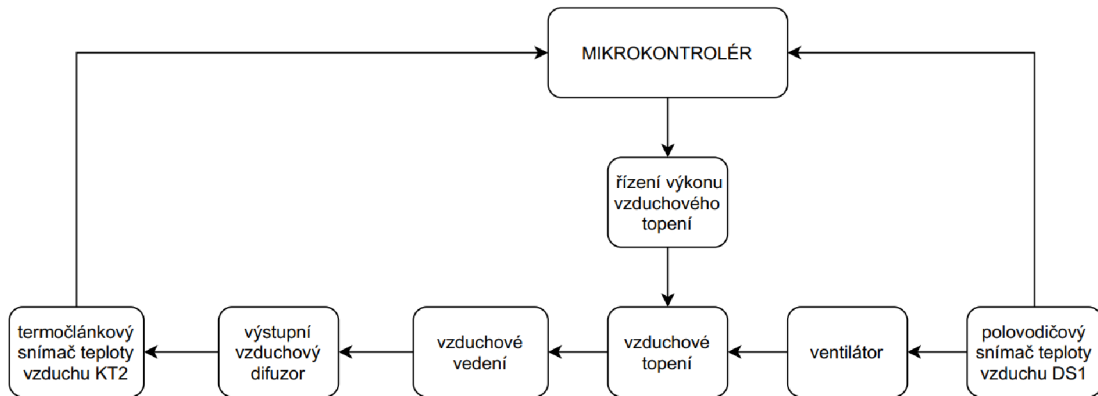 MIKROKONTROLÉR
řízení výkonu
vzduchového
topení
termočlánkový
snímač teploty
vzduchu KT2
výstupní
vzduchový
difuzor
vzduchové
vedení
vzduchové
topení
ventilátor
polovodičový
snímač teploty
vzduchu DS1